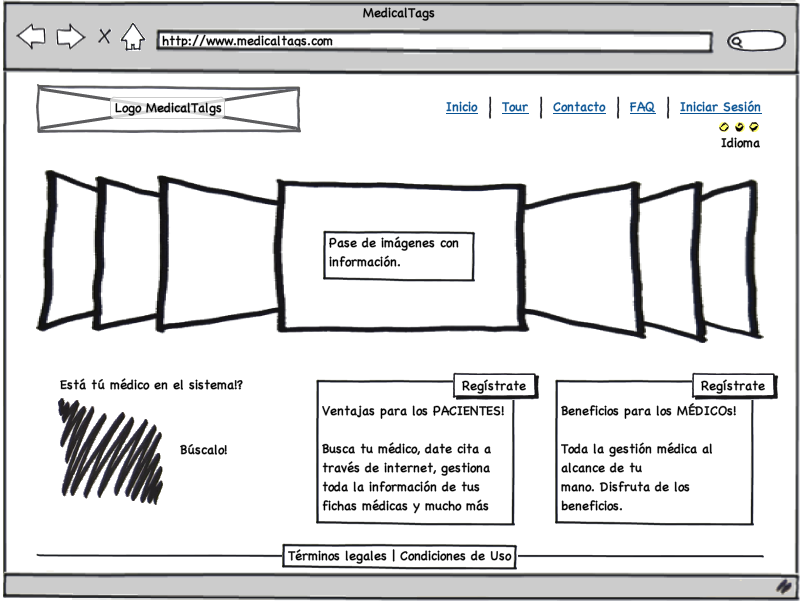 MedicalTags
http://www.medicaltags.com
Logo MedicalTalgs
Inicio | Tour | Contacto | FAQ | Iniciar Sesión
Idioma
Pase de imágenes con
información.
Está tú médico en el sistema!?
Búscalo!
Regístrate
Ventajas para los PACIENTES!
Busca tu médico, date cita a
través de internet, gestiona
toda la información de tus
fichas médicas y mucho más
Regístrate
Beneficios para los MÉDICOs!
Toda la gestión médica al
alcance de tu
mano. Disfruta de los
beneficios.
Términos legales | Condiciones de Uso